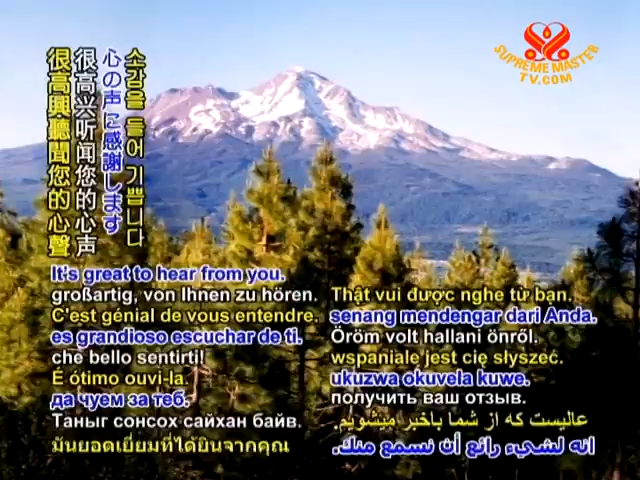 SUPREME MASTER
TV.COM
很高興聽聞您的心聲
很高兴听闻您的心声
心の声に感謝します
소감을 들어 기쁩니다
It's great to hear from you.
großartig, von Ihnen zu hören.
C'est génial de vous entendre.
es grandioso escuchar de ti.
che bello sentirti!
É ótimo ouvi-la.
да чуем за теб.
Таныг сонсох сайхан байв.
มันยอดเยี่ยมที่ได้ยินจากคุณ
Thật vui được nghe từ bạn.
senang mendengar dari Anda.
Öröm volt hallani önről.
wspaniale jest cię słyszeć.
ukuzwa okuvela kuwe.
получить ваш отзыв.
عالیست که از شما باخبر میشویم.
انه لشيء رائع أن نسمع منك.